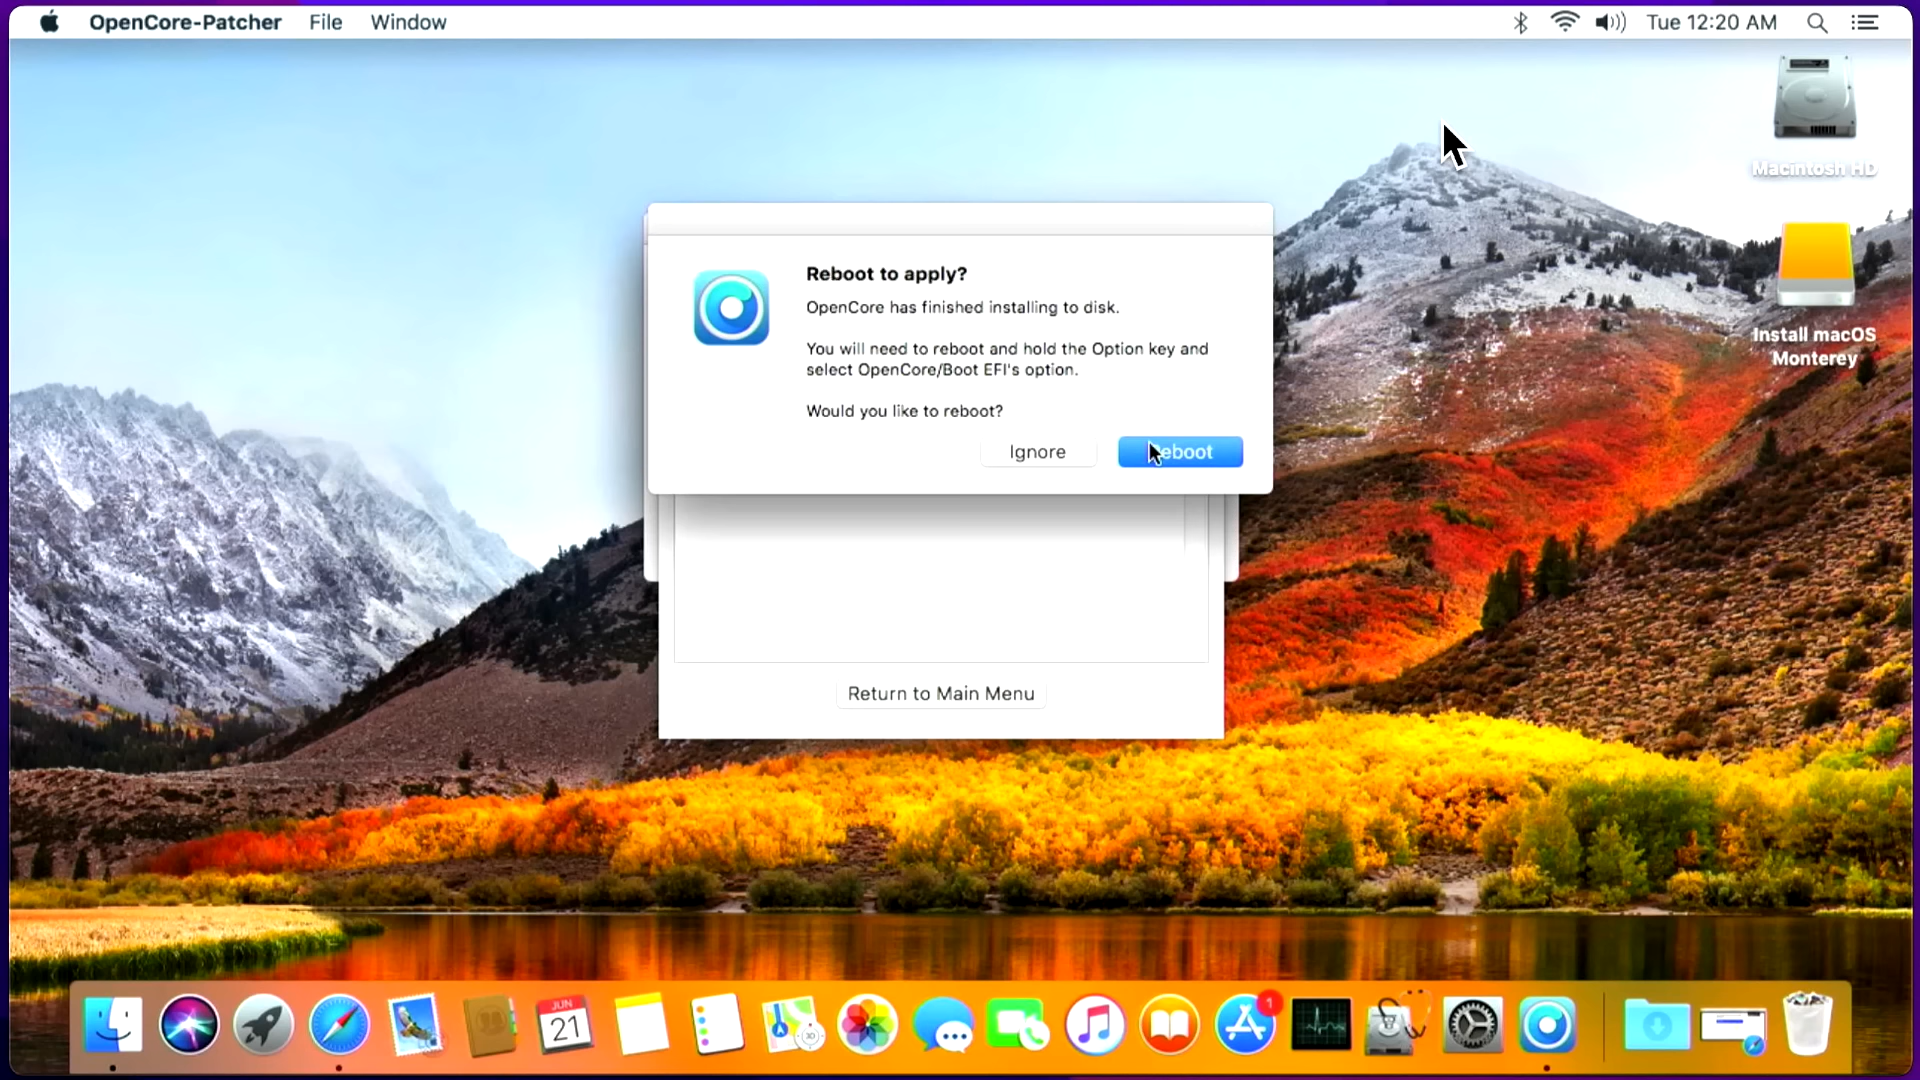 OpenCore-Patcher File Window
Tue 12:20 AM
Macintosh HD
Install macOS
Monterey
Reboot to apply?
OpenCore has finished installing to disk.
You will need to reboot and hold the Option key and
select OpenCore/Boot EFI's option.
Would you like to reboot?
Ignore
Reboot
Return to Main Menu
JUN
21
1